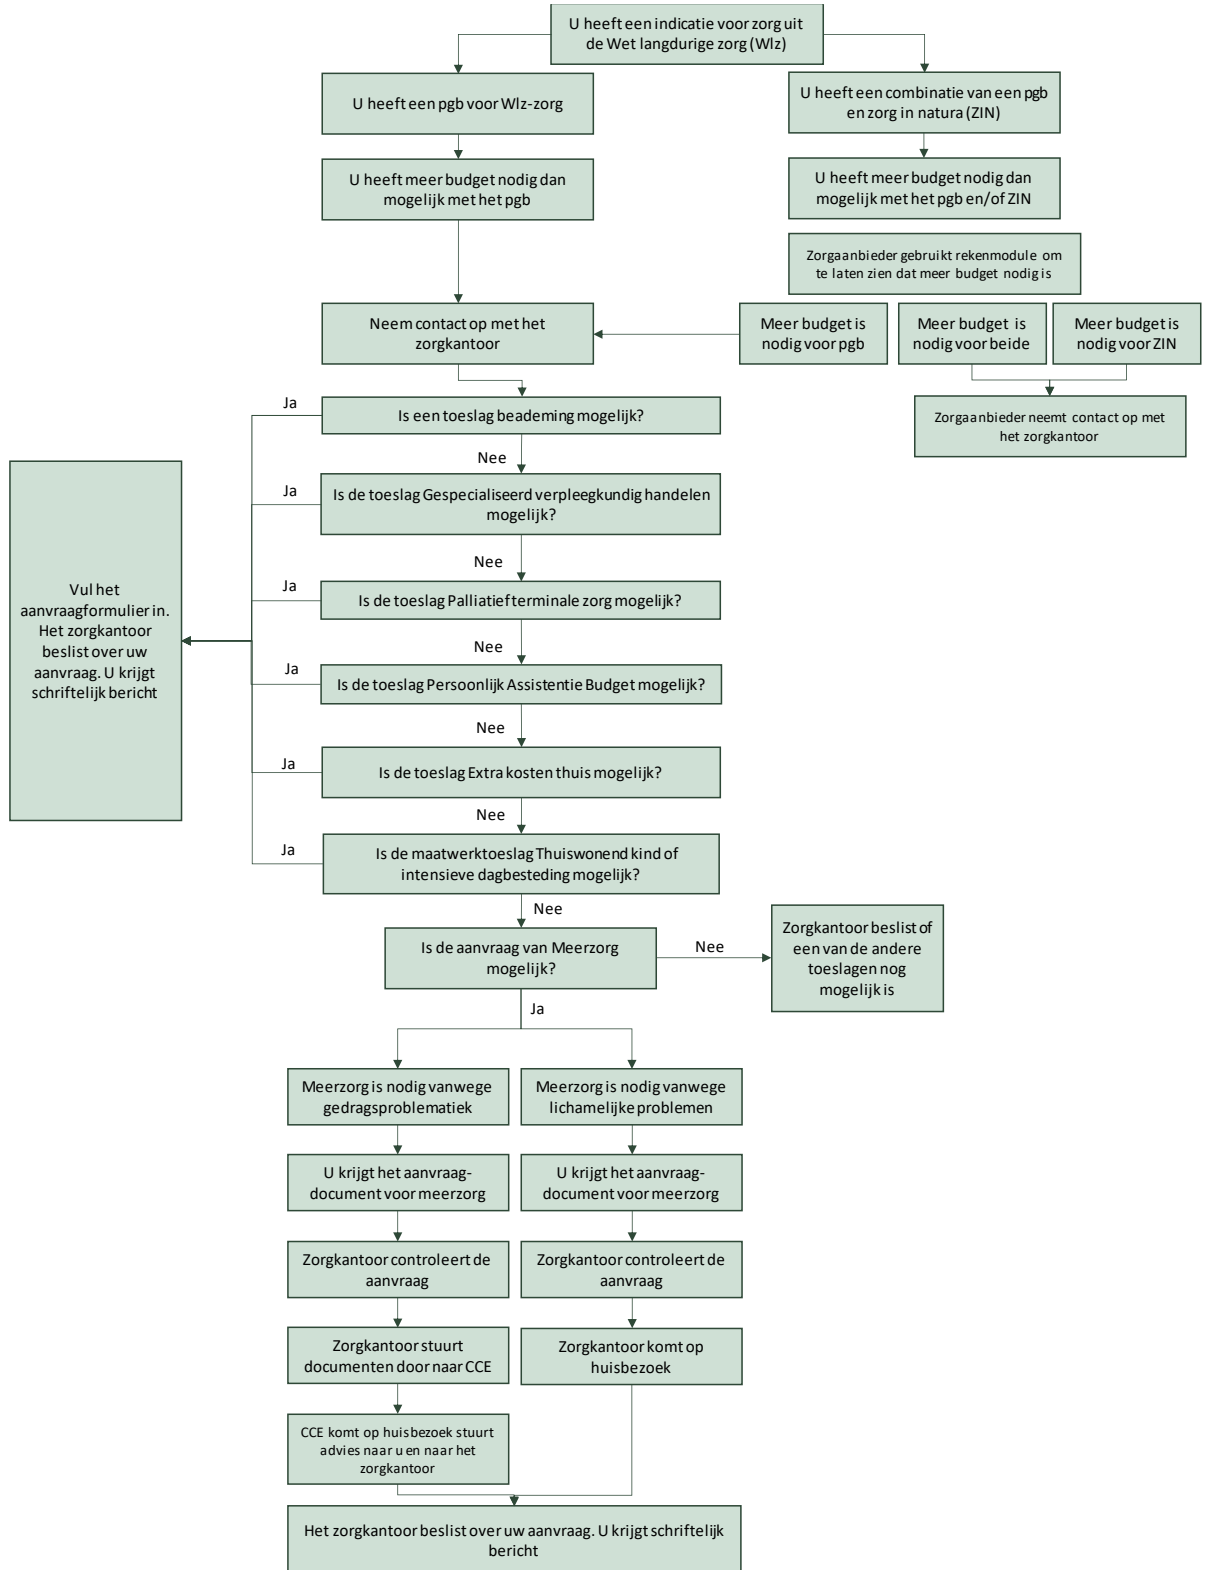 U heeft een indicatie voor zorg uit
de Wet langdurige zorg (Wlz)
U heeft een pgb voor Wlz-zorg
U heeft een combinatie van een pgb
en zorg in natura (ZIN)
U heeft meer budget nodig dan
mogelijk met het pgb
U heeft meer budget nodig dan
mogelijk met het pgb en/of ZIN
Zorgaanbieder gebruikt rekenmodule om
te laten zien dat meer budget nodig is
Neem contact op met het
zorgkantoor
Meer budget is
nodig voor pgb
Meer budget is
nodig voor beide
Meer budget is
nodig voor ZIN
Zorgaanbieder neemt contact op met
het zorgkantoor
Ja
Is een toeslag beademing mogelijk?
Nee
Ja
Is de toeslag Gespecialiseerd verpleegkundig handelen
mogelijk?
Nee
Ja
Is de toeslag Palliatief terminale zorg mogelijk?
Nee
Vul het
aanvraagformulier in.
Het zorgkantoor
beslist over uw
aanvraag. U krijgt
schriftelijk bericht
Ja
Is de toeslag Persoonlijk Assistentie Budget mogelijk?
Nee
Ja
Is de toeslag Extra kosten thuis mogelijk?
Nee
Ja
Is de maatwerktoeslag Thuiswonend kind of
intensieve dagbesteding mogelijk?
Nee
Is de aanvraag van Meerzorg
mogelijk?
Nee
Zorgkantoor beslist of
een van de andere
toeslagen nog
mogelijk is
Ja
Meerzorg is nodig vanwege
gedragsproblematiek
Meerzorg is nodig vanwege
lichamelijke problemen
U krijgt het aanvraag-
document voor meerzorg
U krijgt het aanvraag-
document voor meerzorg
Zorgkantoor controleert de
aanvraag
Zorgkantoor controleert de
aanvraag
Zorgkantoor stuurt
documenten door naar CCE
Zorgkantoor komt op
huisbezoek
CCE komt op huisbezoek stuurt
advies naar u en naar het
zorgkantoor
Het zorgkantoor beslist over uw aanvraag. U krijgt schriftelijk
bericht